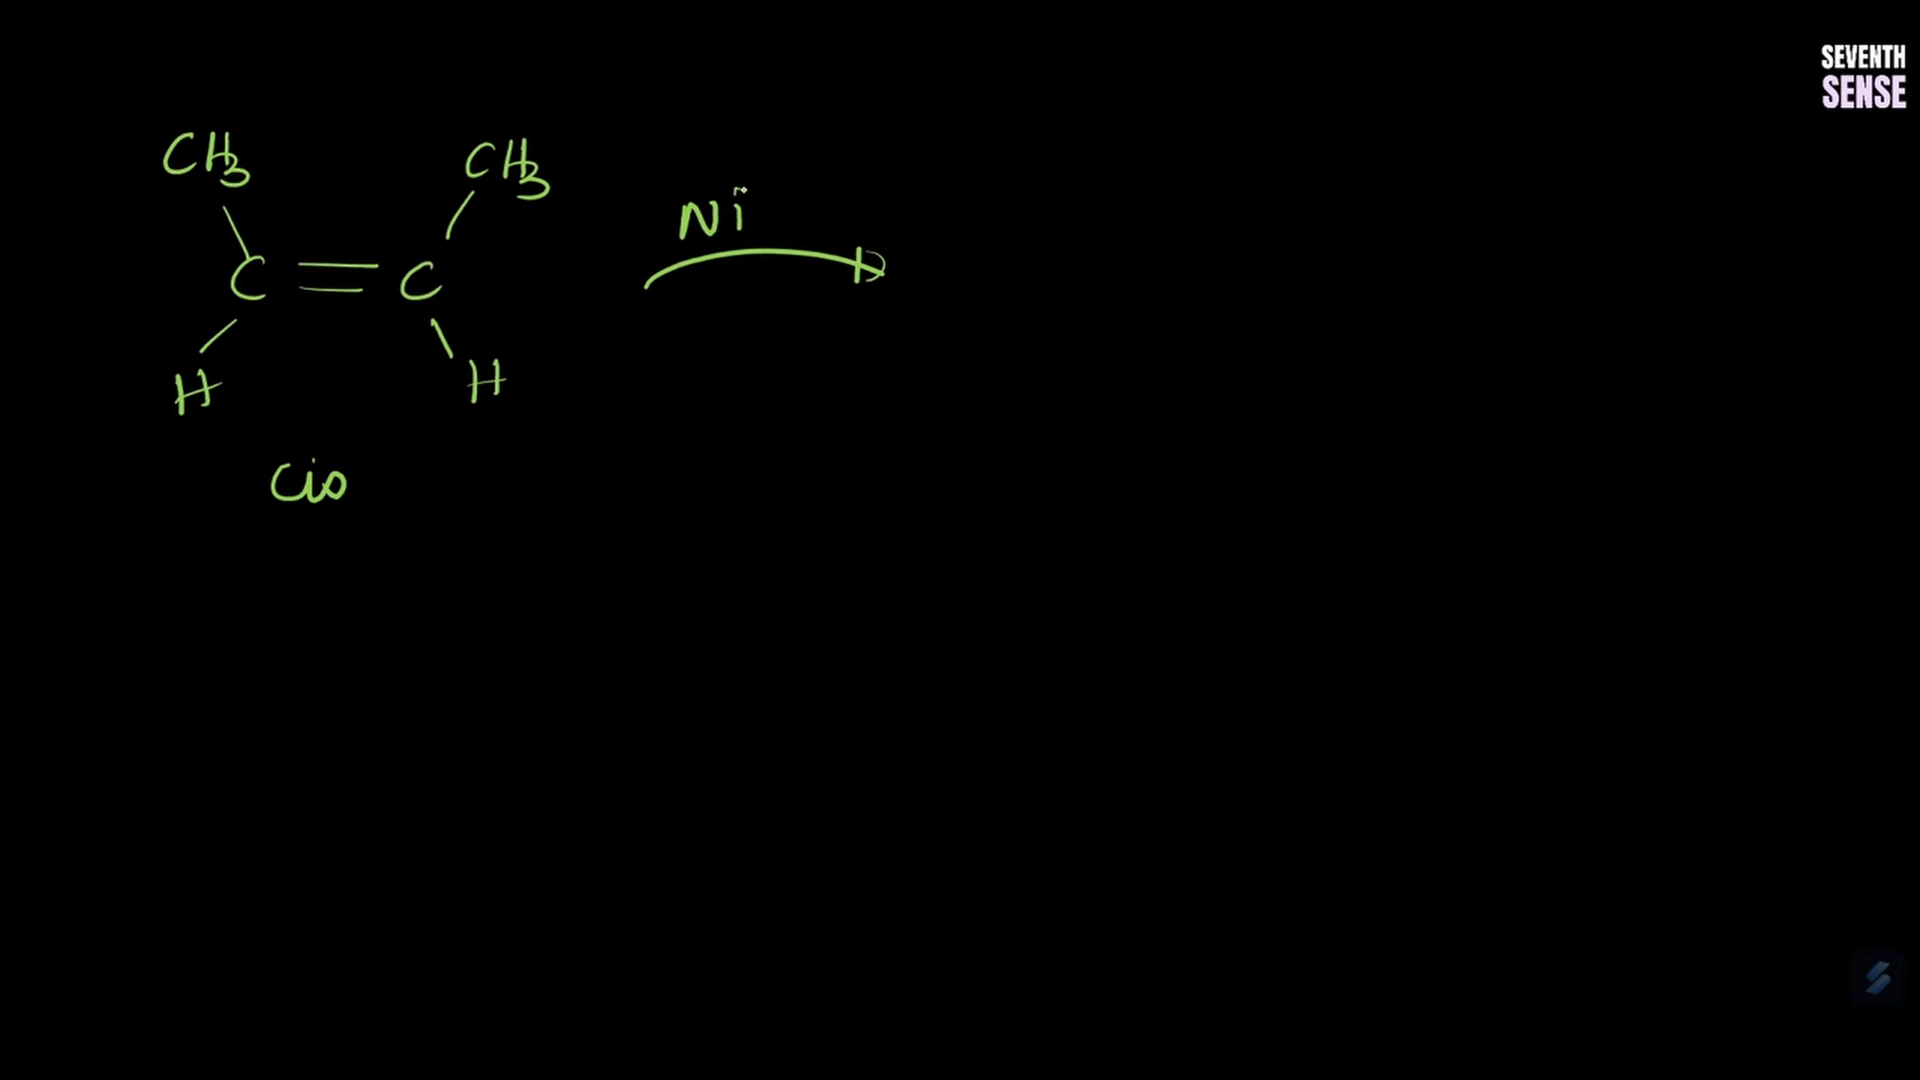 SEVENTH
SENSE
CH3 CH3
Ni
C = C
H H
Cis